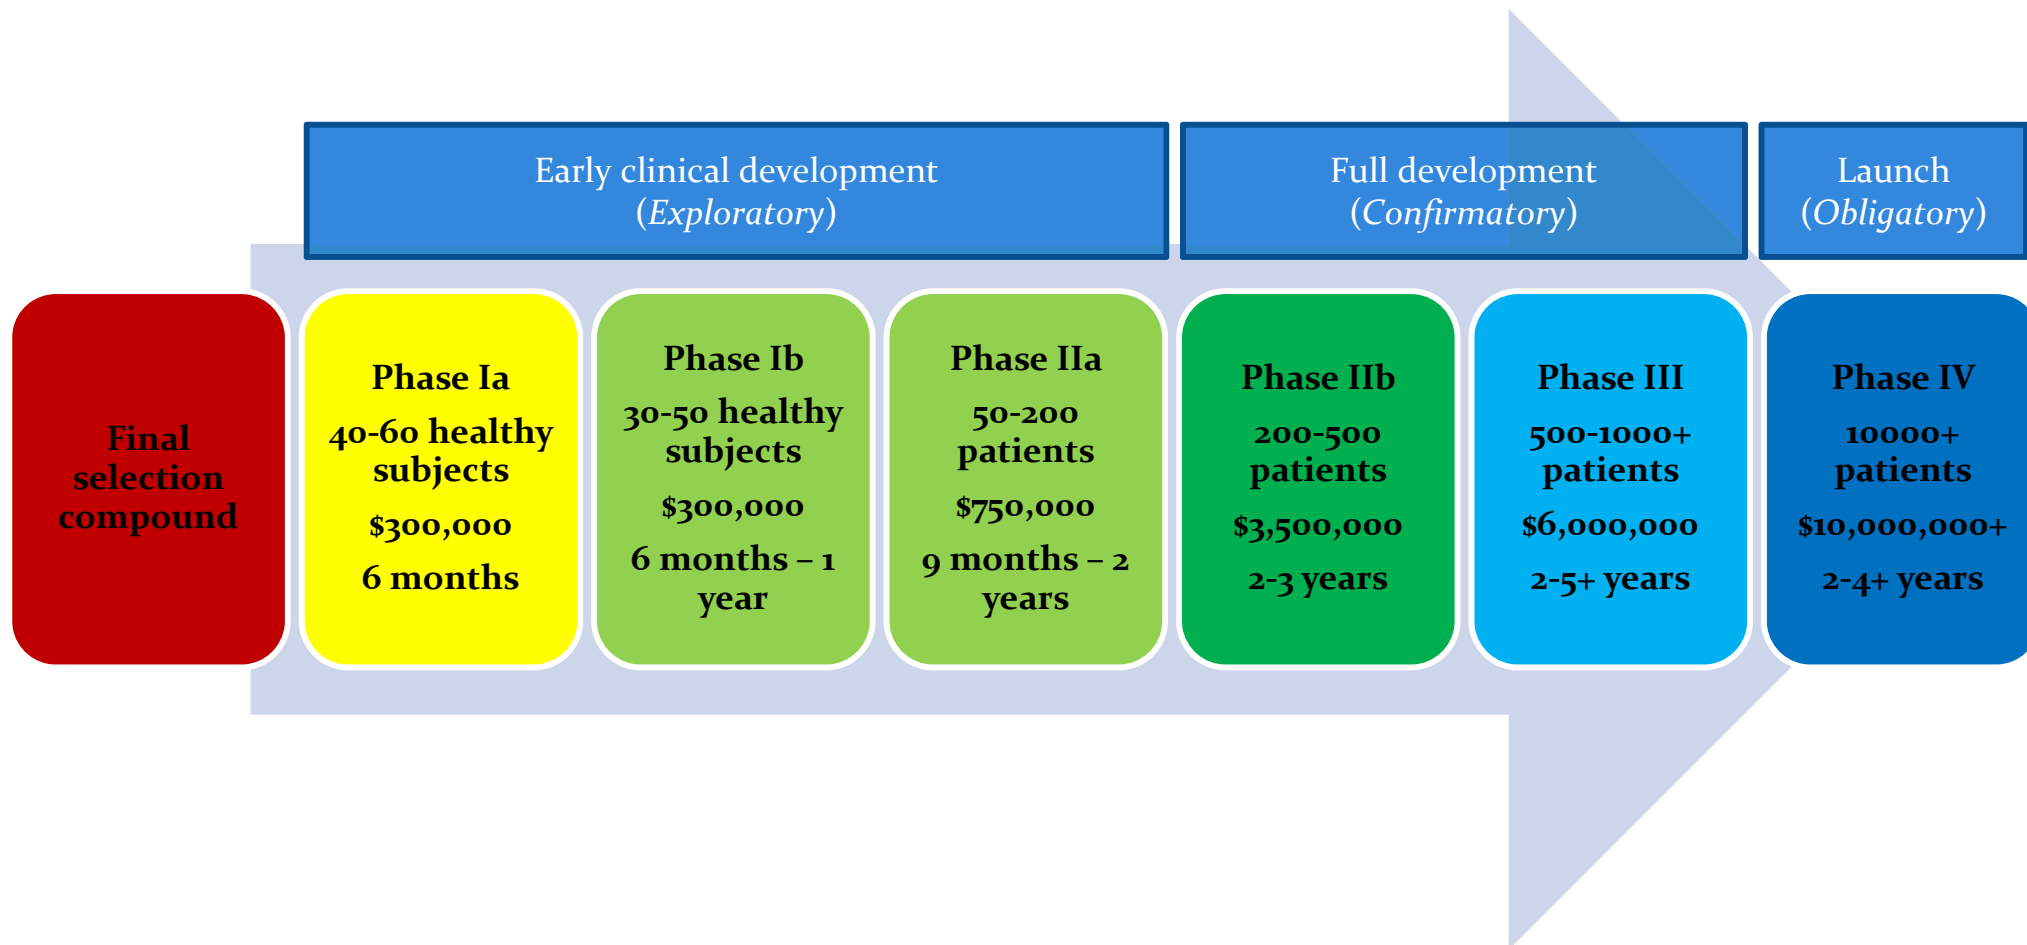 Early clinical development
(Exploratory)
Full development
(Confirmatory)
Launch
(Obligatory)
Final
selection
compound
Phase Ia
40-60 healthy
subjects
$300,000
6 months
Phase Ib
30-50 healthy
subjects
$300,000
6 months – 1
year
Phase IIa
50-200
patients
$750,000
9 months – 2
years
Phase IIb
200-500
patients
$3,500,000
2-3 years
Phase III
500-1000+
patients
$6,000,000
2-5+ years
Phase IV
10000+
patients
$10,000,000+
2-4+ years